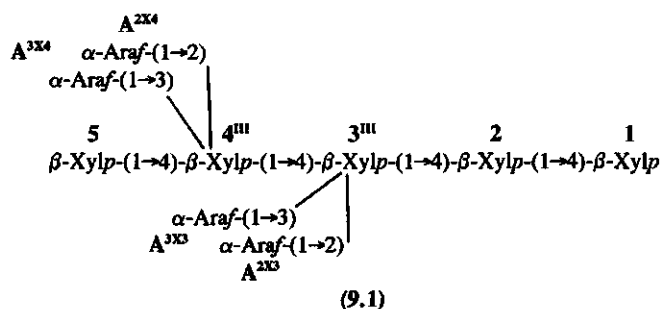 A^2X4
A^3X4 α-Araf-(1→2)
α-Araf-(1→3)
5 4^III 3^III 2 1
β-Xylp-(1→4)-β-Xylp-(1→4)-β-Xylp-(1→4)-β-Xylp-(1→4)-β-Xylp
α-Araf-(1→3)
A^3X3 α-Araf-(1→2)
A^2X3
(9.1)